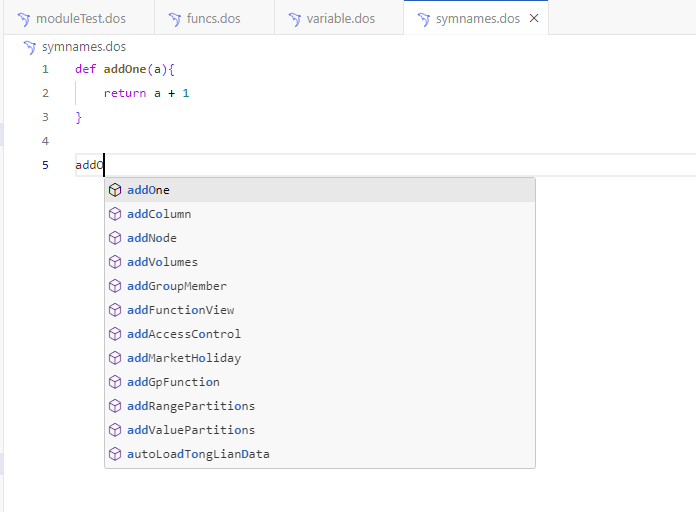 moduleTest.dos funcs.dos variable.dos symnames.dos
symnames.dos
1 def addOne(a){
2 return a + 1
3 }
4
5 addO
addOne
addColumn
addNode
addVolumes
addGroupMember
addFunctionView
addAccessControl
addMarketHoliday
addGpFunction
addRangePartitions
addValuePartitions
autoLoadTongLianData